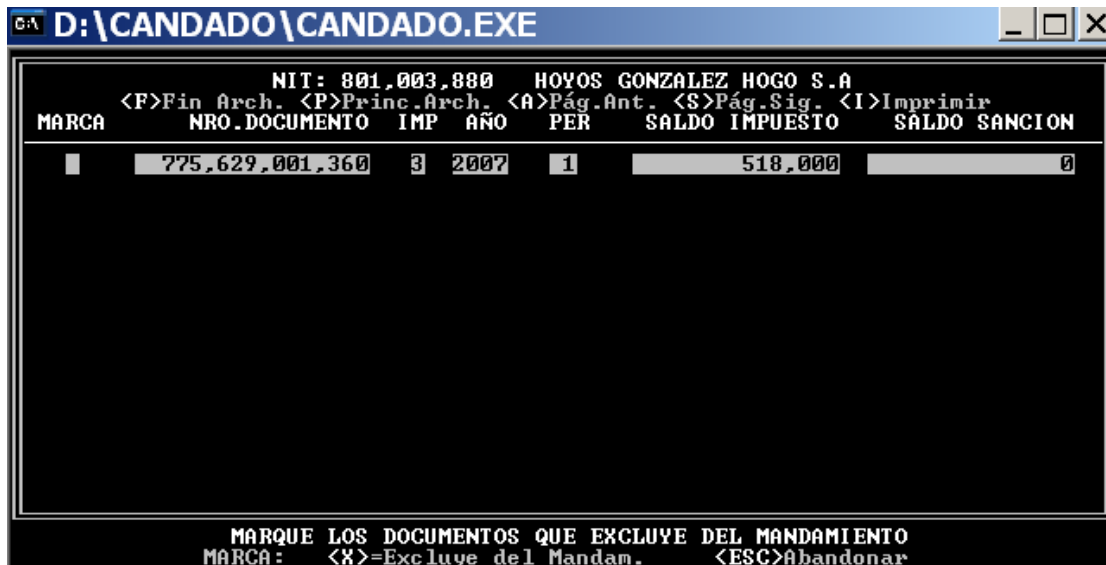 D:\CANDADO\CANDADO.EXE
NIT: 801,003,880 HOYOS GONZALEZ HOGO S.A
<F>Fin Arch. <P>Princ.Arch. <A>Pág.Ant. <S>Pág.Sig. <I>Imprimir
MARCA NRO.DOCUMENTO IMP AÑO PER SALDO IMPUESTO SALDO SANCION
775,629,001,360 3 2007 1 518,000 0
MARQUE LOS DOCUMENTOS QUE EXCLUYE DEL MANDAMIENTO
MARCA: <X>=Excluye del Mandam. <ESC>Abandonar